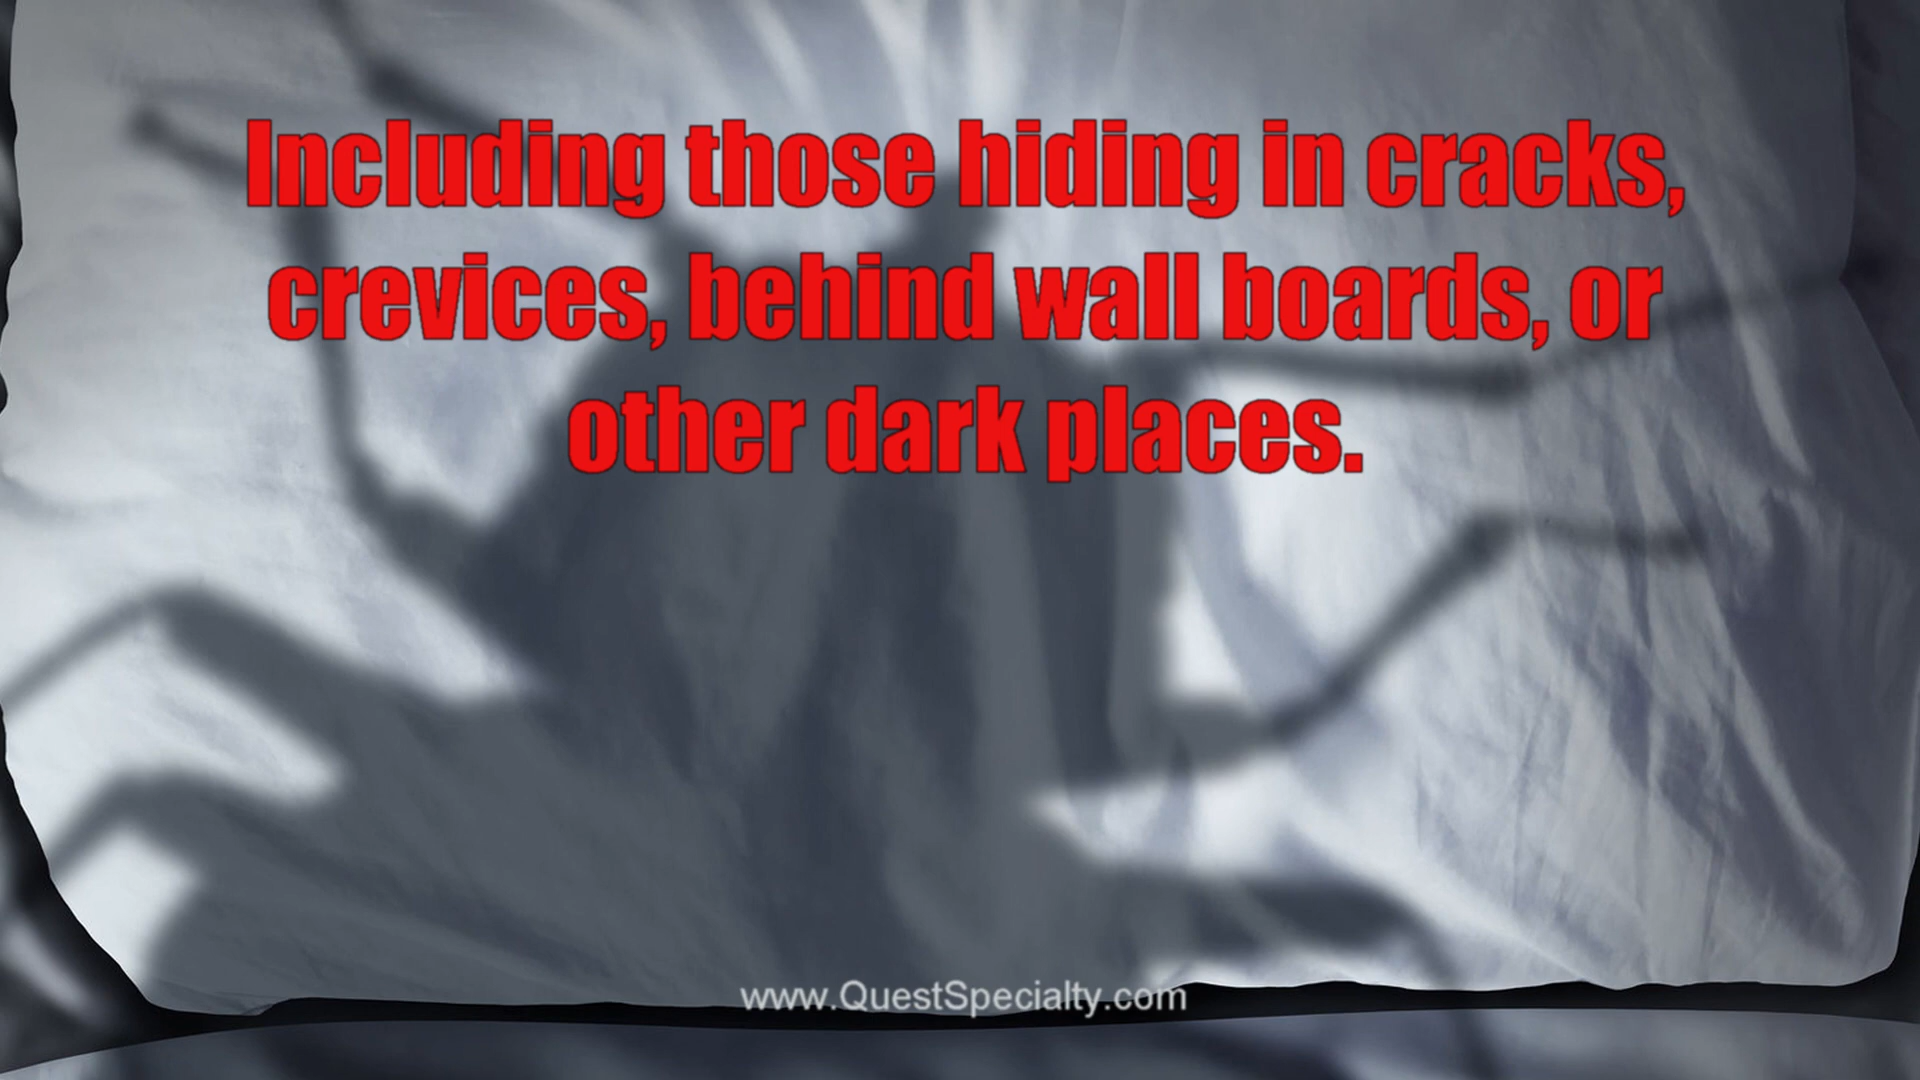 Including those hiding in cracks,
crevices, behind wall boards, or
other dark places.
www.QuestSpecialty.com